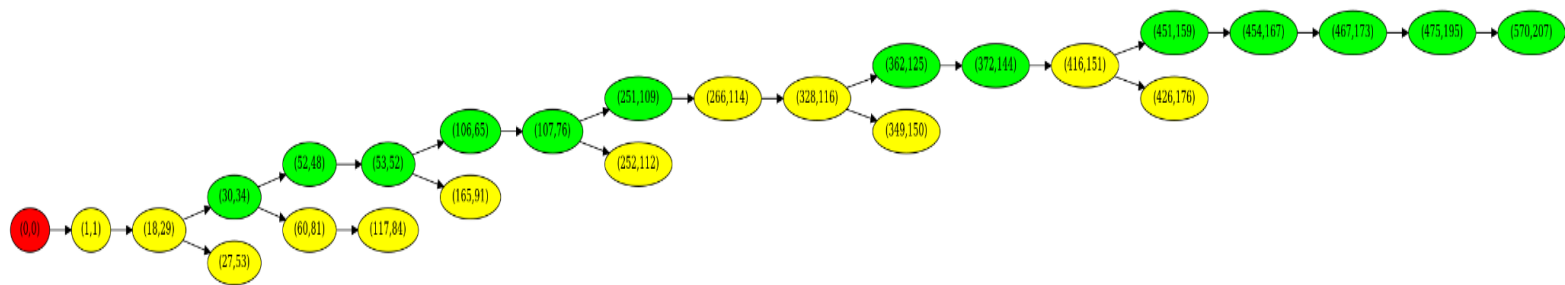 (451,159) (454,167) (467,173) (475,195) (570,207)
(362,125) (372,144) (416,151)
(251,109) (266,114) (328,116) (426,176)
(106,65) (107,76) (349,150)
(52,48) (53,52) (252,112)
(30,34) (165,91)
(0,0) (1,1) (18,29) (60,81) (117,84)
(27,53)